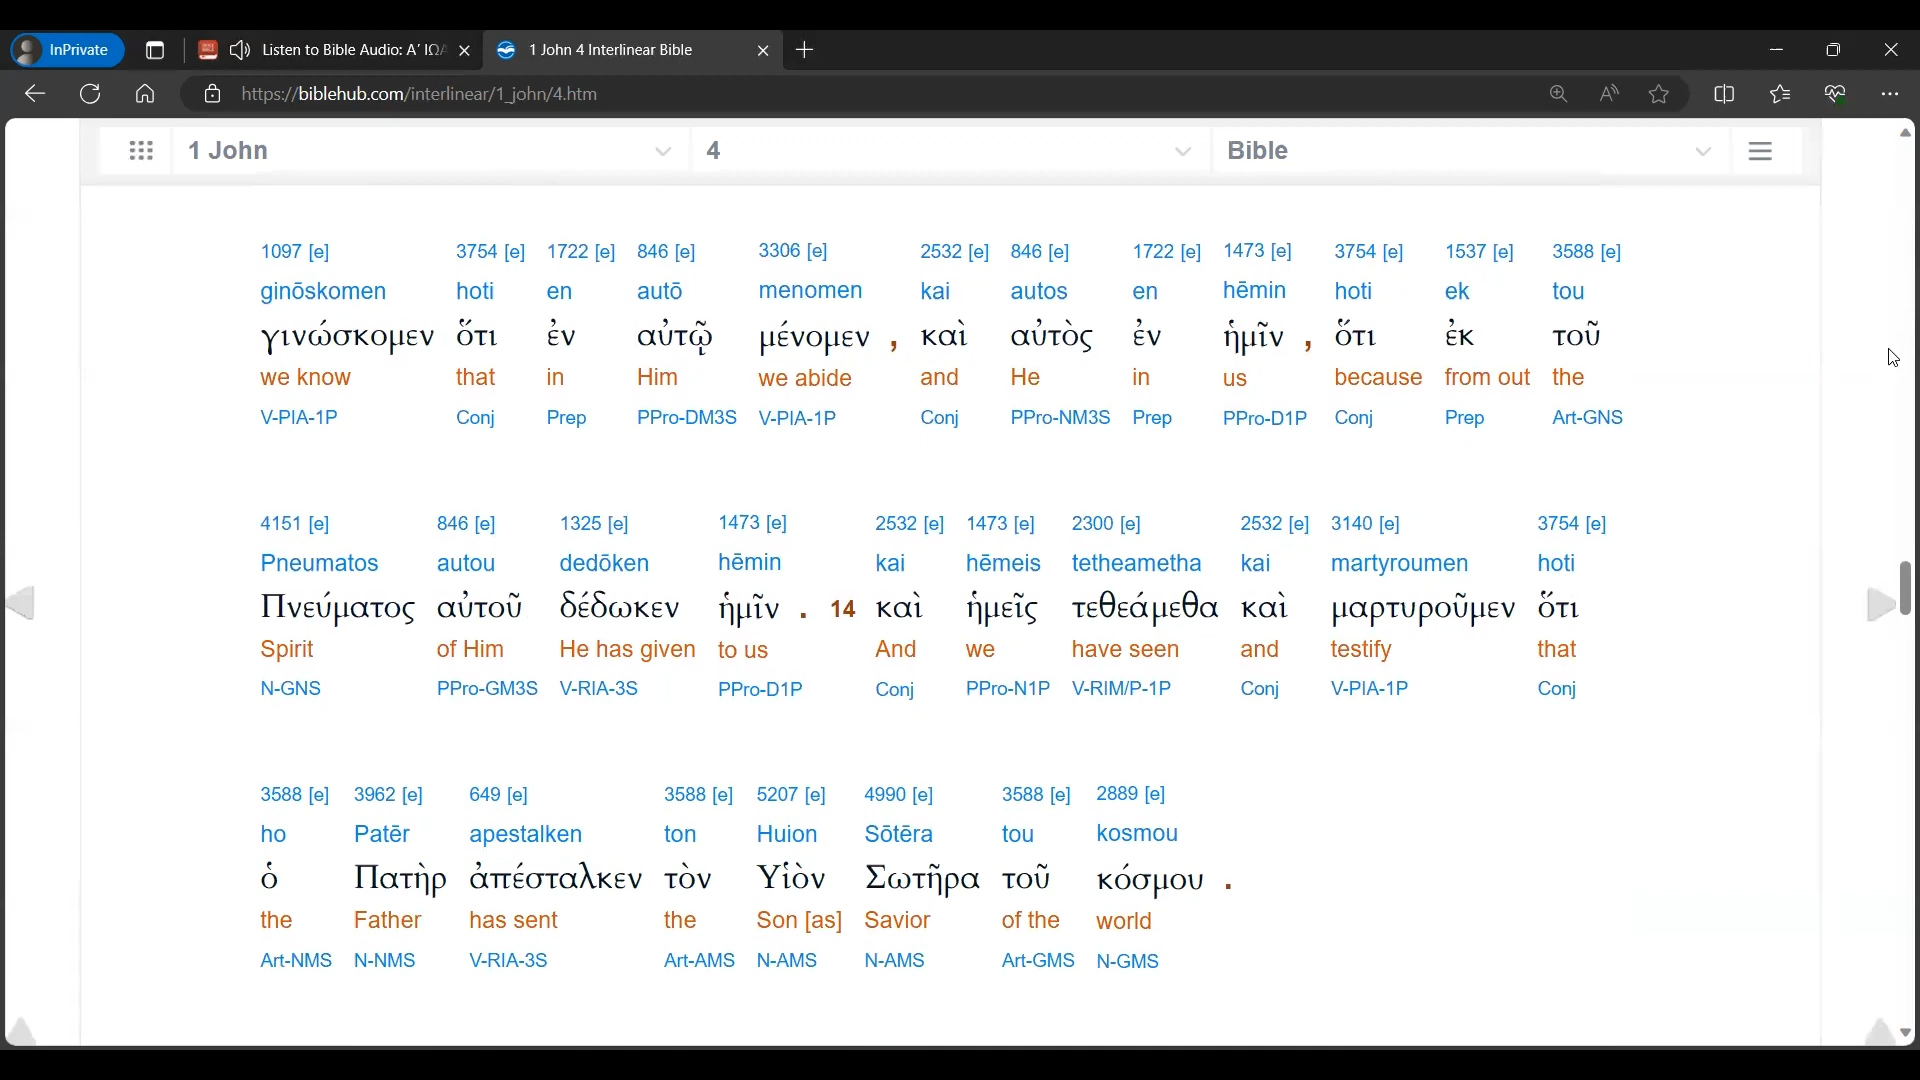 InPrivate
Listen to Bible Audio: Α΄ ΙΩΑ
1 John 4 Interlinear Bible
https://biblehub.com/interlinear/1_john/4.htm
1 John 4 Bible
1097 [e] 3754 [e] 1722 [e] 846 [e] 3306 [e] 2532 [e] 846 [e] 1722 [e] 1473 [e] 3754 [e] 1537 [e] 3588 [e]
ginōskomen hoti en autō menomen kai autos en hēmin hoti ek tou
γινώσκομεν ὅτι ἐν αὐτῷ μένομεν , καὶ αὐτὸς ἐν ἡμῖν , ὅτι ἐκ τοῦ
we know that in Him we abide and He in us because from out the
V-PIA-1P Conj Prep PPro-DM3S V-PIA-1P Conj PPro-NM3S Prep PPro-D1P Conj Prep Art-GNS
4151 [e] 846 [e] 1325 [e] 1473 [e] 2532 [e] 1473 [e] 2300 [e] 2532 [e] 3140 [e] 3754 [e]
Pneumatos autou dedōken hēmin kai hēmeis tetheametha kai martyroumen hoti
Πνεύματος αὐτοῦ δέδωκεν ἡμῖν . 14 καὶ ἡμεῖς τεθεάμεθα καὶ μαρτυροῦμεν ὅτι
Spirit of Him He has given to us And we have seen and testify that
N-GNS PPro-GM3S V-RIA-3S PPro-D1P Conj PPro-N1P V-RIM/P-1P Conj V-PIA-1P Conj
3588 [e] 3962 [e] 649 [e] 3588 [e] 5207 [e] 4990 [e] 3588 [e] 2889 [e]
ho Patēr apestalken ton Huion Sōtēra tou kosmou
ὁ Πατὴρ ἀπέσταλκεν τὸν Υἱὸν Σωτῆρα τοῦ κόσμου .
the Father has sent the Son [as] Savior of the world
Art-NMS N-NMS V-RIA-3S Art-AMS N-AMS N-AMS Art-GMS N-GMS